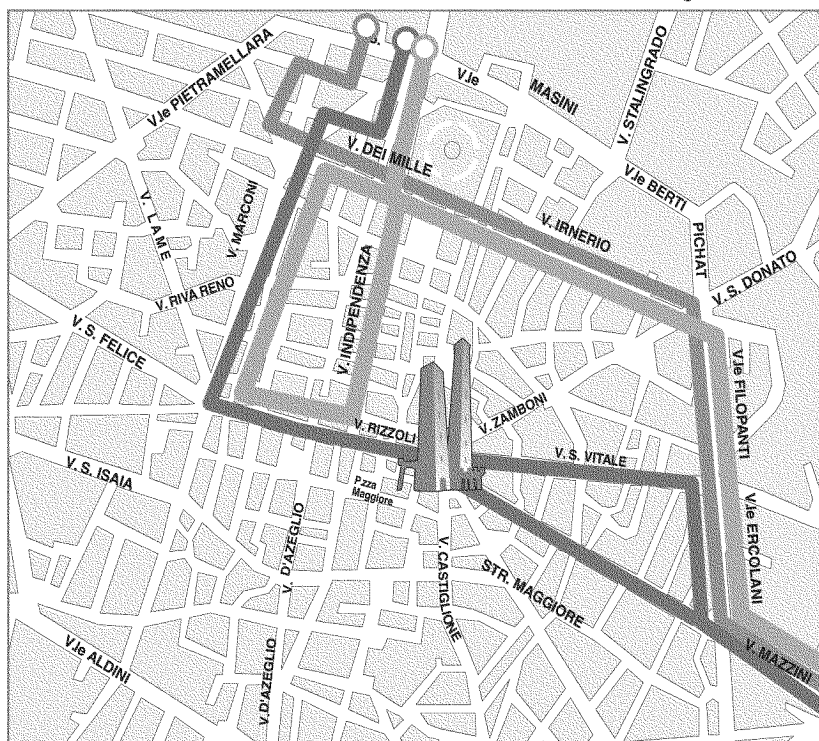 V.le PIETRAMELLARA
V.le
MASINI
V. STALINGRADO
V. DEI MILLE
V.le BERTI
PICHAT
V. LAME
V. MARCONI
V. IRNERIO
V. S. DONATO
V. RIVA RENO
V. INDIPENDENZA
V. S. FELICE
V.le FILOPANTI
V. RIZZOLI
V. ZAMBONI
V. S. VITALE
V. S. ISAIA
P.zza
Maggiore
V. D'AZEGLIO
V.le ERCOLANI
V. CASTIGLIONE
STR. MAGGIORE
V. MAZZINI
V.le ALDINI
V.D'AZEGLIO